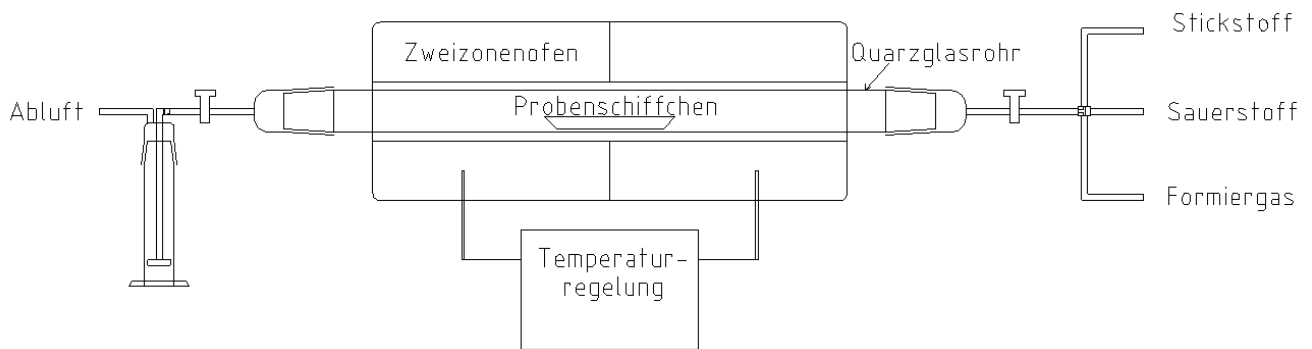 Stickstoff
Zweizonenofen
Quarzglasrohr
Abluft
Probenschiffchen
Sauerstoff
Formiergas
Temperatur-
regelung